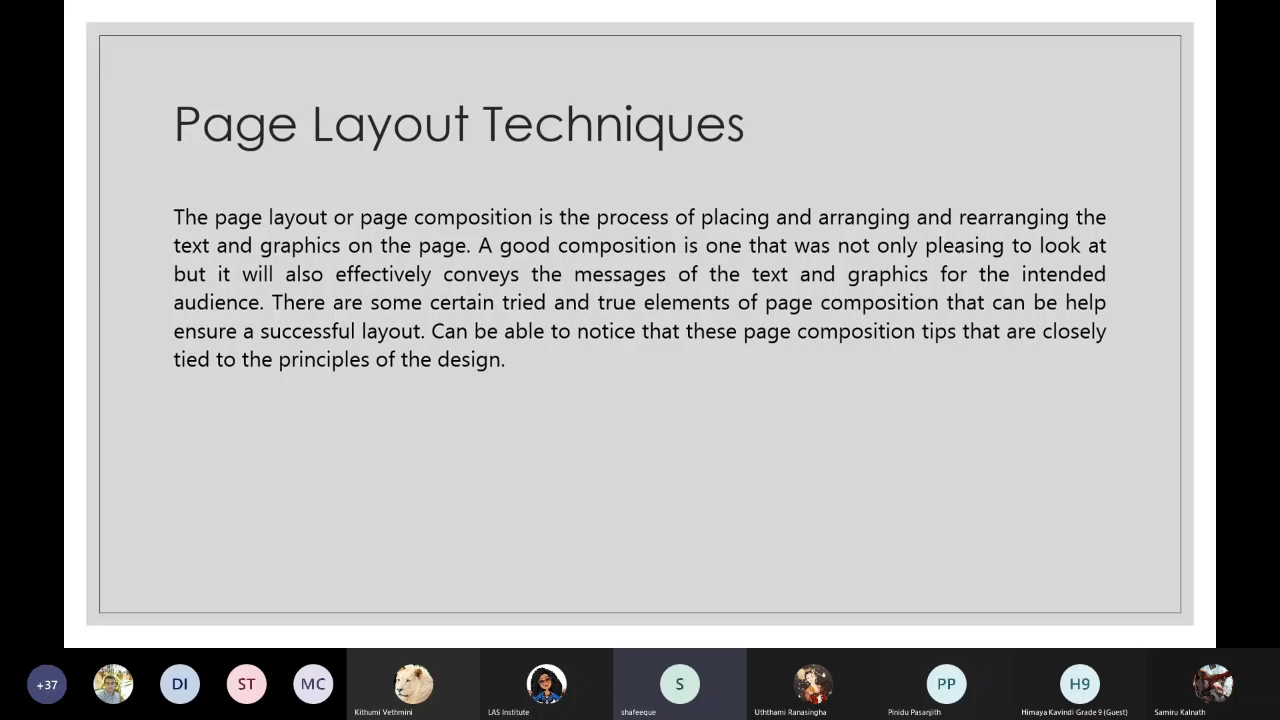 Page Layout Techniques
The page layout or page composition is the process of placing and arranging and rearranging the
text and graphics on the page. A good composition is one that was not only pleasing to look at
but it will also effectively conveys the messages of the text and graphics for the intended
audience. There are some certain tried and true elements of page composition that can be help
ensure a successful layout. Can be able to notice that these page composition tips that are closely
tied to the principles of the design.
+37
DI
ST
MC
S
PP
H9
Kithumi Vethmini
LAS Institute
shafeeque
Uththami Ranasingha
Pinidu Pasanjith
Himaya Kavindi Grade 9 (Guest)
Samiru Kalnath